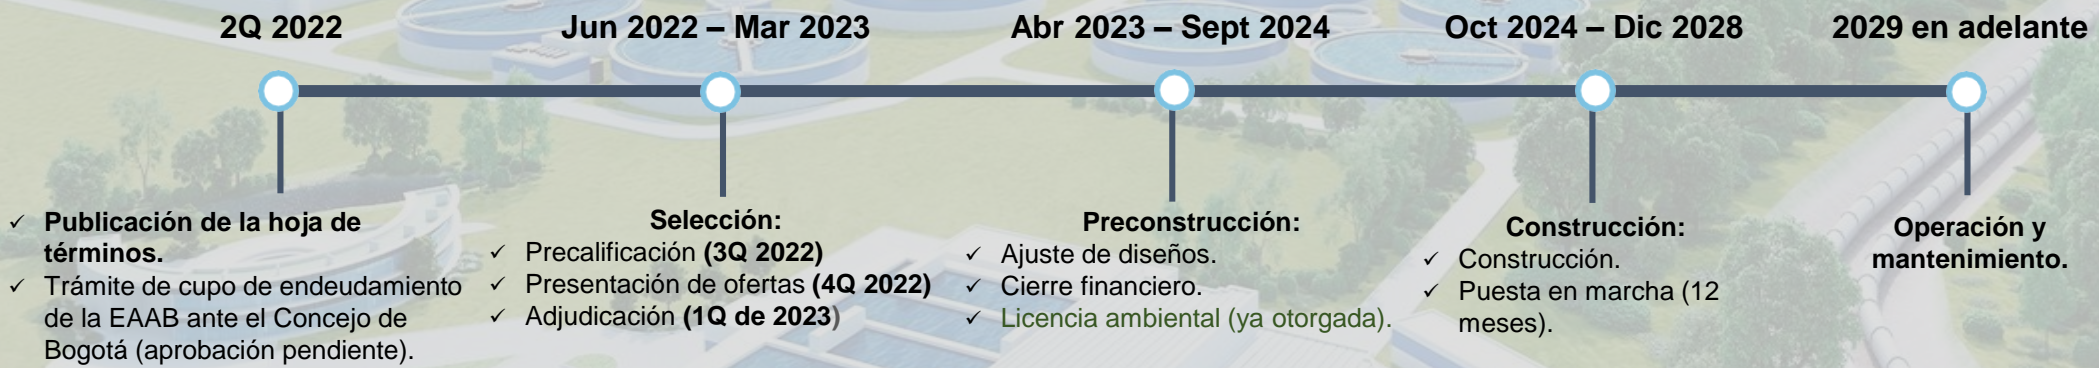 2Q 2022
Jun 2022 – Mar 2023
Abr 2023 – Sept 2024
Oct 2024 – Dic 2028
2029 en adelante
✓ Publicación de la hoja de
términos.
✓ Trámite de cupo de endeudamiento
de la EAAB ante el Concejo de
Bogotá (aprobación pendiente).
Selección:
✓ Precalificación (3Q 2022)
✓ Presentación de ofertas (4Q 2022)
✓ Adjudicación (1Q de 2023)
Preconstrucción:
✓ Ajuste de diseños.
✓ Cierre financiero.
✓ Licencia ambiental (ya otorgada).
Construcción:
✓ Construcción.
✓ Puesta en marcha (12
meses).
Operación y
mantenimiento.